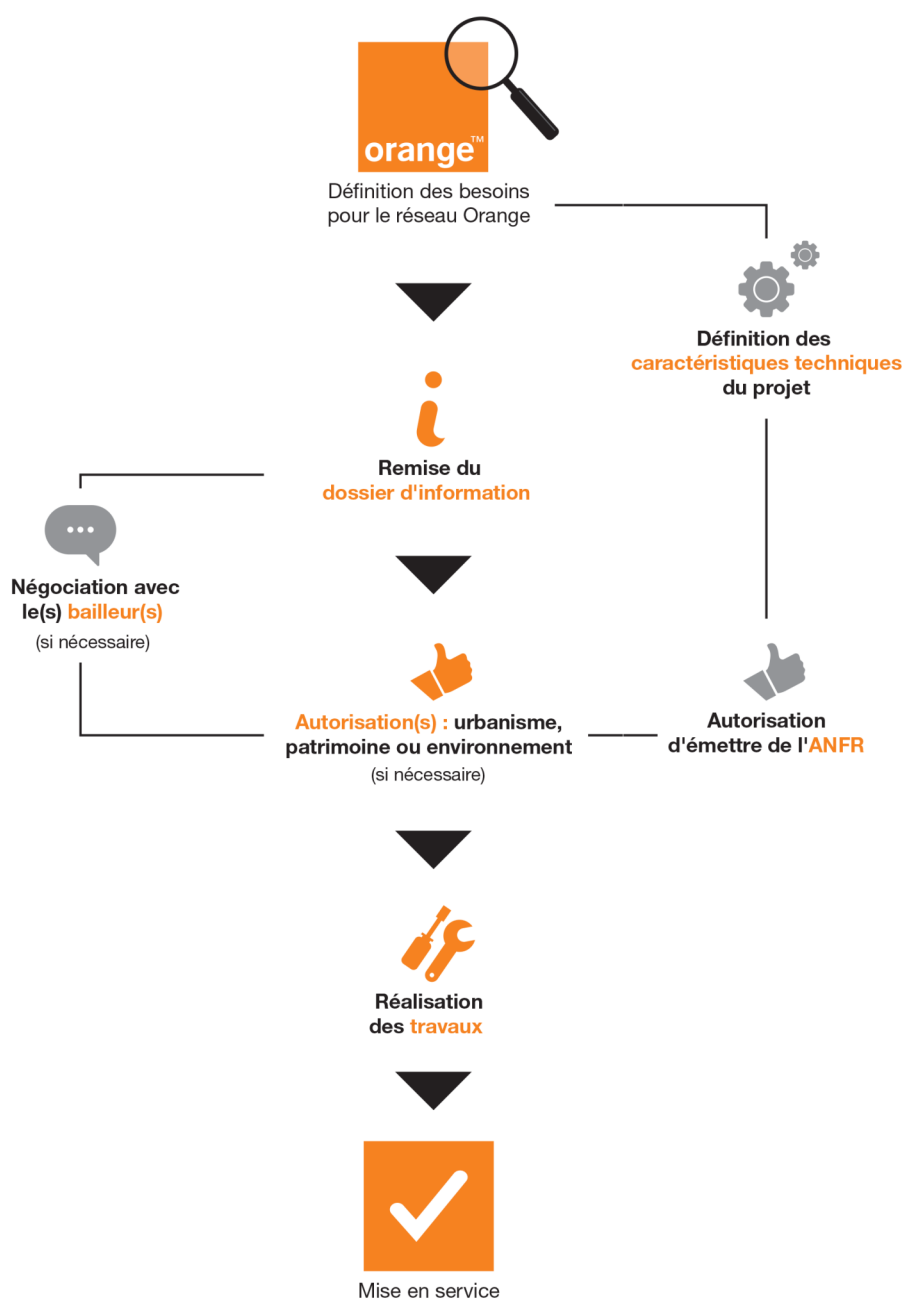 orange™
Définition des besoins
pour le réseau Orange
Définition des
caractéristiques techniques
du projet
Remise du
dossier d'information
Négociation avec
le(s) bailleur(s)
(si nécessaire)
Autorisation(s) : urbanisme,
patrimoine ou environnement
(si nécessaire)
Autorisation
d'émettre de l'ANFR
Réalisation
des travaux
Mise en service